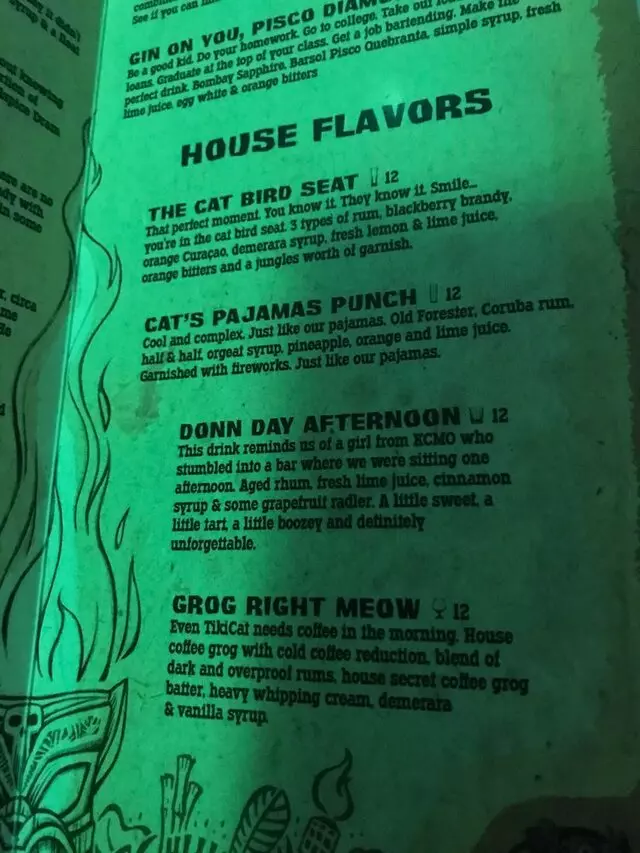 See if you can
GIN ON YOU, PISCO
Be a good kid. Do your homework. Go to college. Take out
loans. Graduate at the top of your class. Get a job bartending. Make the
perfect drink. Bombay Sapphire, Barsol Pisco Quebranta, simple syrup, fresh
lime juice, egg white & orange bitters
HOUSE FLAVORS
THE CAT BIRD SEAT 12
That perfect moment. You know it. They know it. Smile...
you're in the cat bird seat. 3 types of rum, blackberry brandy,
orange Curaçao, demerara syrup, fresh lemon & lime juice,
orange bitters and a jungles worth of garnish.
CAT'S PAJAMAS PUNCH 12
Cool and complex. Just like our pajamas. Old Forester, Coruba rum,
half & half, orgeat syrup, pineapple, orange and lime juice.
Garnished with fireworks. Just like our pajamas.
DONN DAY AFTERNOON 12
This drink reminds us of a girl from KCMO who
stumbled into a bar where we were sitting one
afternoon. Aged rhum, fresh lime juice, cinnamon
syrup & some grapefruit radler. A little sweet, a
little tart, a little boozey and definitely
unforgettable.
GROG RIGHT MEOW 12
Even TikiCat needs coffee in the morning. House
coffee grog with cold coffee reduction, blend of
dark and overproof rums, house secret coffee grog
batter, heavy whipping cream, demerara
& vanilla syrup.